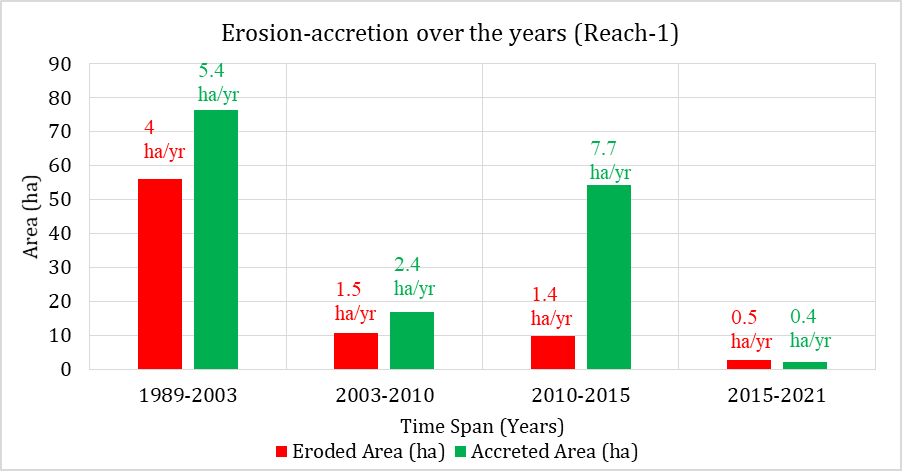 Erosion-accretion over the years (Reach-1)
90
80
70
60
50
40
30
20
10
0
Area (ha)
4
ha/yr
5.4
ha/yr
1.5
ha/yr
2.4
ha/yr
1.4
ha/yr
7.7
ha/yr
0.5
ha/yr
0.4
ha/yr
1989-2003 2003-2010 2010-2015 2015-2021
Time Span (Years)
Eroded Area (ha) Accreted Area (ha)